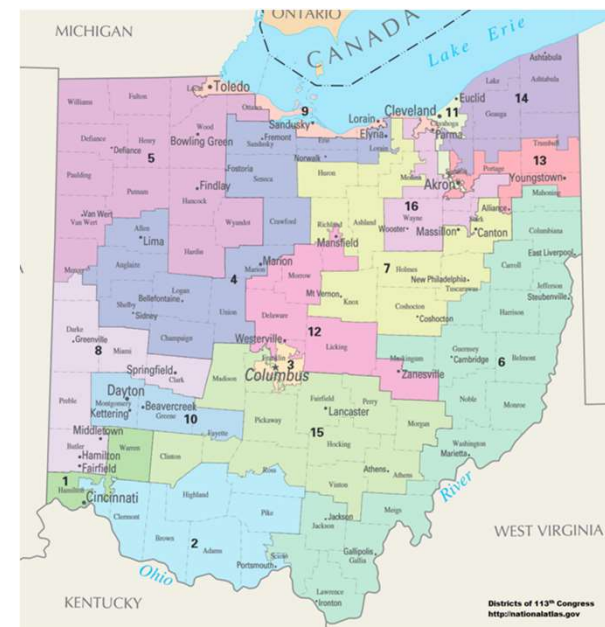 ONTARIO
MICHIGAN
CANADA
Lake Erie
Ashtabula
Lucas
Toledo
Lake
Ashtabula
Williams
Fulton
Ottawa
9
Cleveland
Euclid
14
11
Geauga
Wood
Sandusky
Lorain
Cuyahoga
Parma
Defiance
Henry
Bowling Green
Fremont
Sandusky
Erie
Elyria
Lorain
Trumbull
Defiance
5
Norwalk
13
Fostoria
Seneca
Huron
Medina
Summit
Portage
Youngstown
Paulding
Putnam
Findlay
Hancock
Akron
Mahoning
Van Wert
Van Wert
Wyandot
Crawford
Richland
Ashland
16
Wayne
Wooster
Stark
Alliance
Allen
Lima
Mansfield
Massillon
Canton
Columbiana
Hardin
Marion
Marion
East Liverpool
Mercer
Auglaize
4
Morrow
7
Holmes
Carroll
Logan
Bellefontaine
Mt Vernon
Knox
New Philadelphia
Tuscarawas
Jefferson
Steubenville
Shelby
Sidney
Union
Delaware
Coshocton
Coshocton
Harrison
Darke
Greenville
Champaign
Westerville
12
8
Miami
Licking
Muskingum
Guernsey
Cambridge
Belmont
Franklin
3
6
Springfield
Clark
Madison
Columbus
Zanesville
Preble
Dayton
Montgomery
Beavercreek
Fairfield
Perry
Noble
Monroe
Kettering
Greene
10
Pickaway
Lancaster
Morgan
Middletown
Fayette
15
Hocking
Washington
Butler
Warren
Clinton
Marietta
Hamilton
Fairfield
Ross
Athens
Athens
1
Hamilton
Vinton
River
Cincinnati
Highland
Clermont
Pike
Jackson
Jackson
Meigs
WEST VIRGINIA
Brown
2
Adams
Gallipolis
Gallia
Scioto
Portsmouth
Ohio
Lawrence
Ironton
KENTUCKY
Districts of 113th Congress
http://nationalatlas.gov